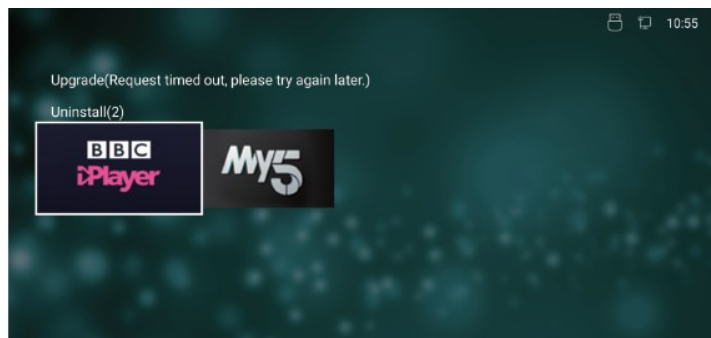 10:55
Upgrade(Request timed out, please try again later.)
Uninstall(2)
BBC
iPlayer
My5